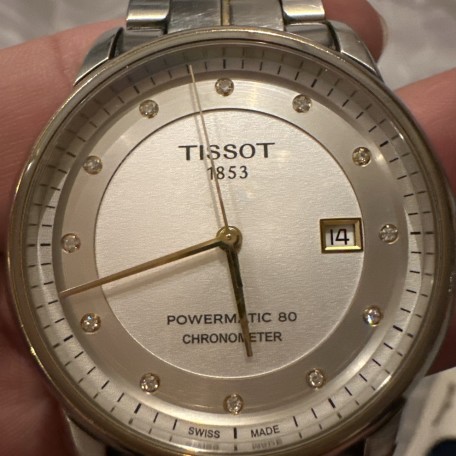 TISSOT
1853
14
POWERMATIC 80
CHRONOMETER
SWISS MADE